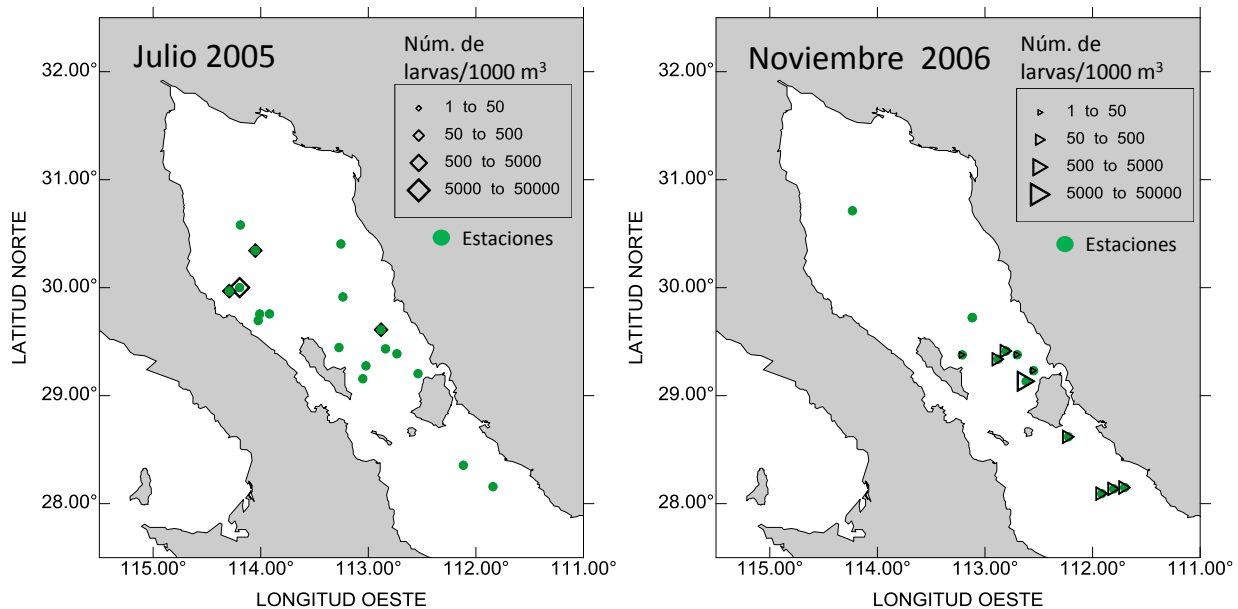 Julio 2005
Núm. de
larvas/1000 m³
1 to 50
50 to 500
500 to 5000
5000 to 50000
Estaciones
32.00°
31.00°
30.00°
29.00°
28.00°
LATITUD NORTE
115.00° 114.00° 113.00° 112.00° 111.00°
LONGITUD OESTE
Noviembre 2006
Núm. de
larvas/1000 m³
1 to 50
50 to 500
500 to 5000
5000 to 50000
Estaciones
32.00°
31.00°
30.00°
29.00°
28.00°
LATITUD NORTE
115.00° 114.00° 113.00° 112.00° 111.00°
LONGITUD OESTE